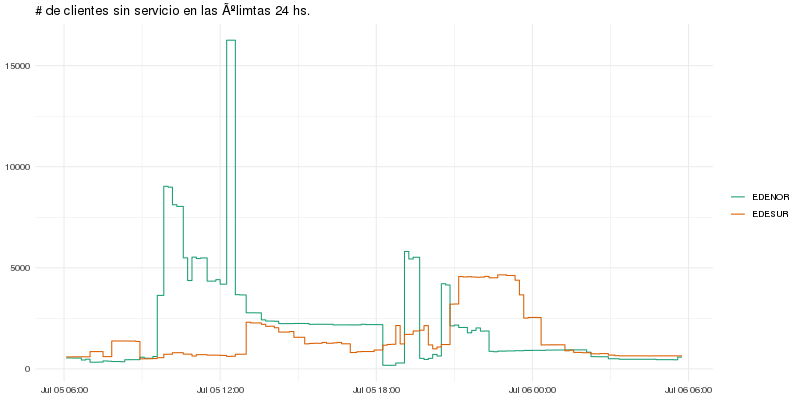 # de clientes sin servicio en las Ãºlimtas 24 hs.
15000
10000
5000
0
Jul 05 06:00 Jul 05 12:00 Jul 05 18:00 Jul 06 00:00 Jul 06 06:00
EDENOR
EDESUR